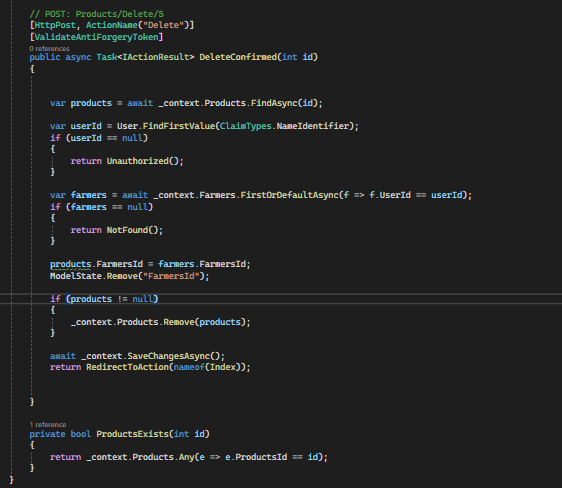 // POST: Products/Delete/5
[HttpPost, ActionName("Delete")]
[ValidateAntiForgeryToken]
0 references
public async Task<IActionResult> DeleteConfirmed(int id)
{
var products = await _context.Products.FindAsync(id);
var userId = User.FindFirstValue(ClaimTypes.NameIdentifier);
if (userId == null)
{
return Unauthorized();
}
var farmers = await _context.Farmers.FirstOrDefaultAsync(f => f.UserId == userId);
if (farmers == null)
{
return NotFound();
}
products.FarmersId = farmers.FarmersId;
ModelState.Remove("FarmersId");
if (products != null)
{
_context.Products.Remove(products);
}
await _context.SaveChangesAsync();
return RedirectToAction(nameof(Index));
}
1 reference
private bool ProductsExists(int id)
{
return _context.Products.Any(e => e.ProductsId == id);
}
}